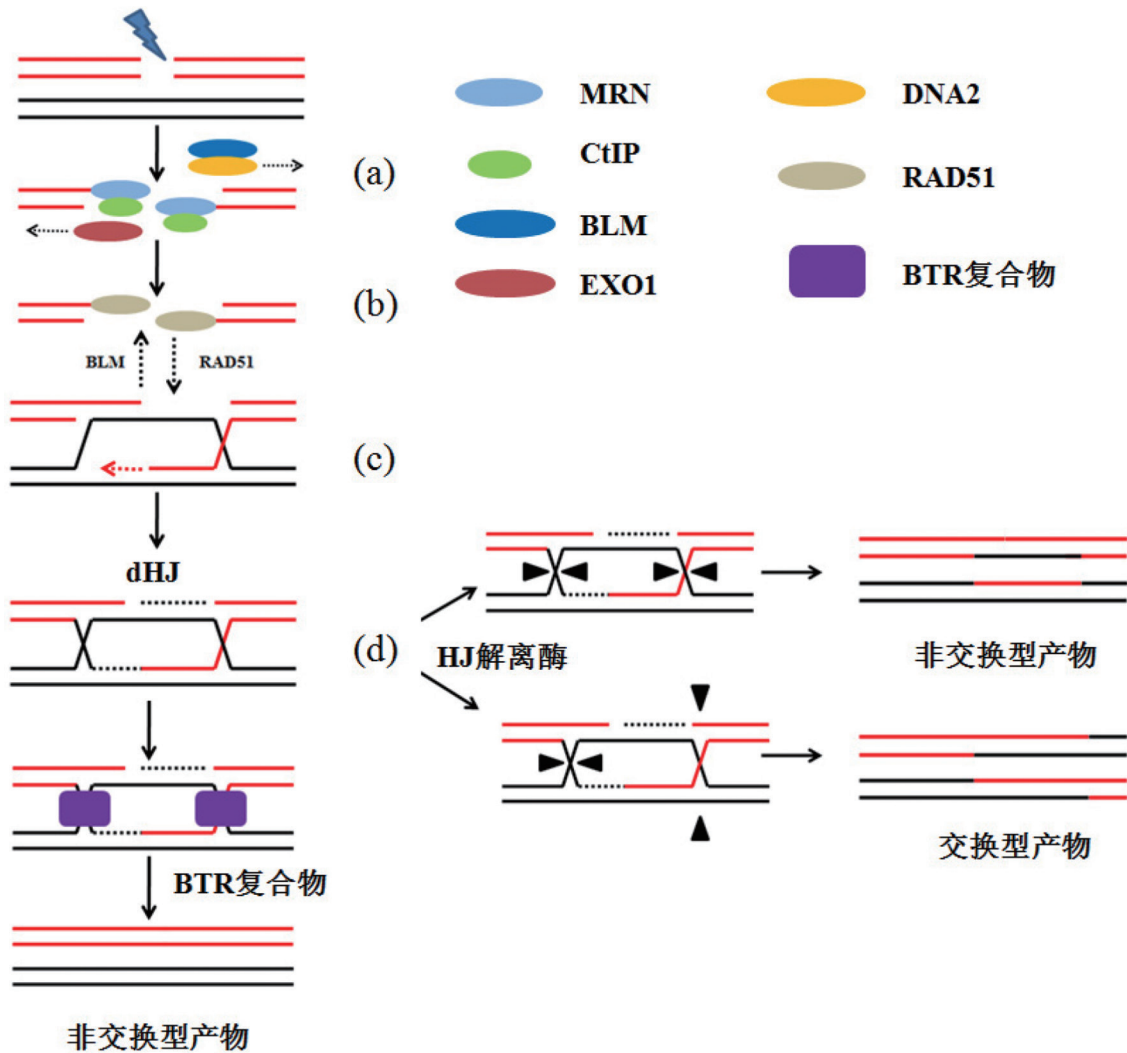 MRN
DNA2
CtIP
(a)
RAD51
BLM
EXO1
BTR复合物
(b)
BLM
RAD51
(c)
dHJ
(d)
HJ解离酶
非交换型产物
交换型产物
BTR复合物
非交换型产物